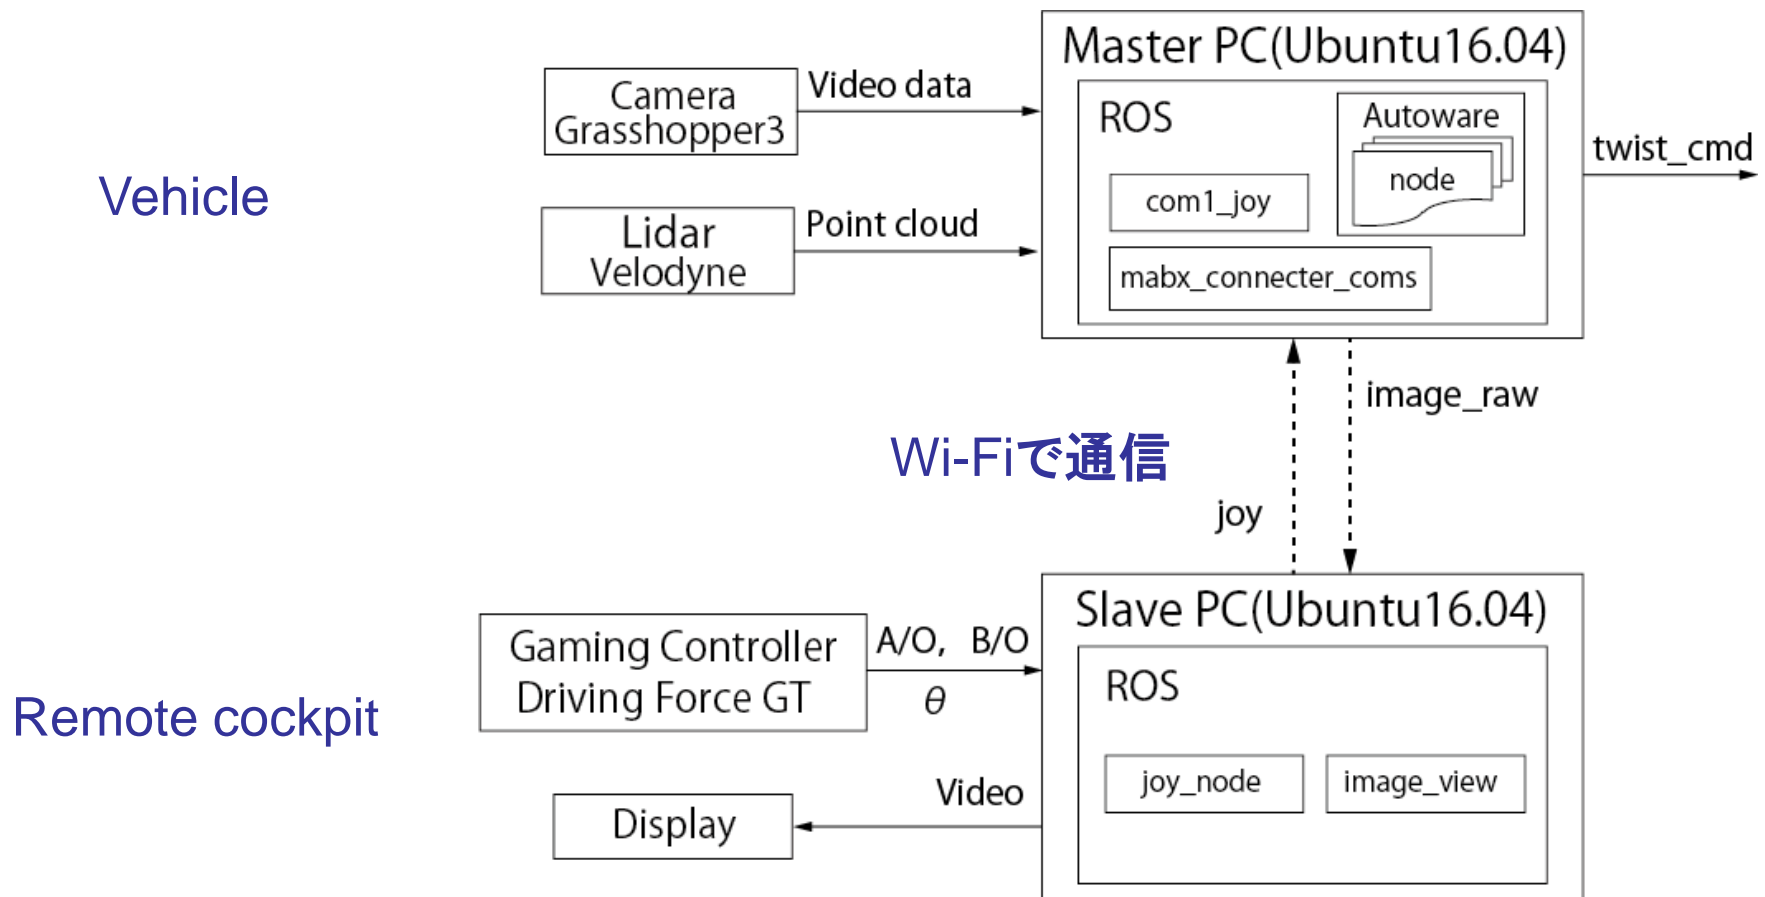 Master PC(Ubuntu16.04)
Camera
Grasshopper3
Video data
ROS
Autoware
node
com1_joy
twist_cmd
Vehicle
Lidar
Velodyne
Point cloud
mabx_connecter_coms
image_raw
Wi-Fiで通信
joy
Slave PC(Ubuntu16.04)
Gaming Controller
Driving Force GT
A/O, B/O
θ
ROS
Remote cockpit
joy_node
image_view
Video
Display